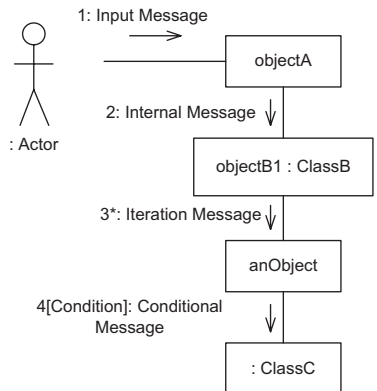 1: Input Message
objectA
: Actor
2: Internal Message
objectB1 : ClassB
3*: Iteration Message
anObject
4[Condition]: Conditional
Message
: ClassC